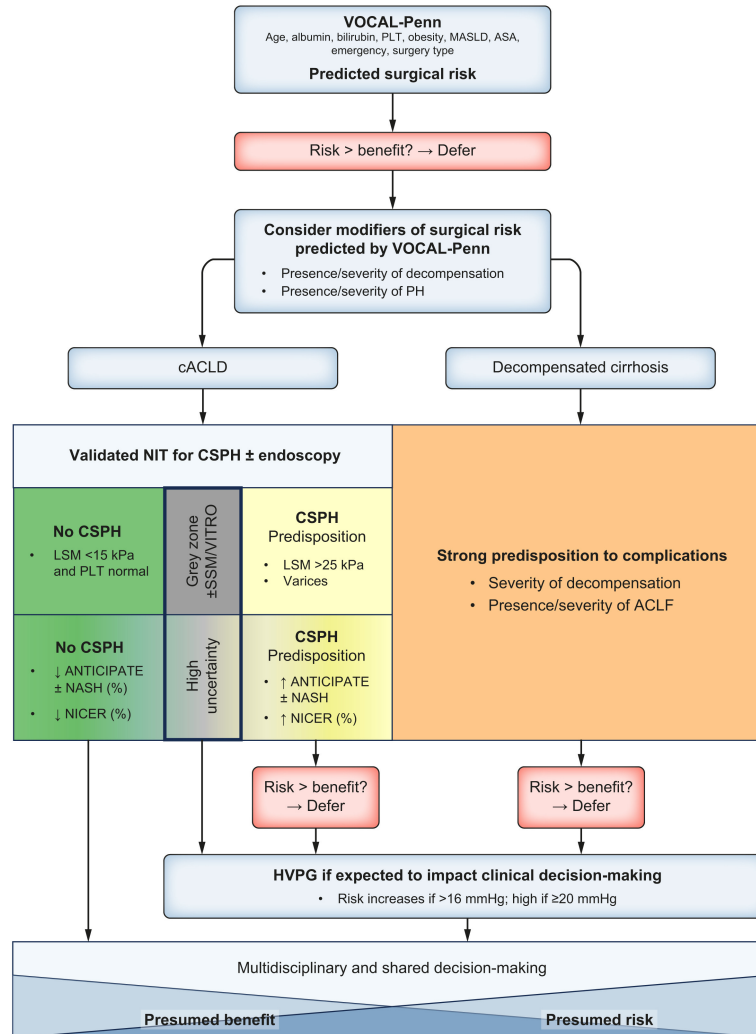 VOCAL-Penn
Age, albumin, bilirubin, PLT, obesity, MASLD, ASA,
emergency, surgery type
Predicted surgical risk
Risk > benefit? → Defer
Consider modifiers of surgical risk
predicted by VOCAL-Penn
• Presence/severity of decompensation
• Presence/severity of PH
cACLD
Decompensated cirrhosis
Validated NIT for CSPH ± endoscopy
No CSPH
• LSM <15 kPa
and PLT normal
Grey zone
±SSM/VITRO
CSPH
Predisposition
• LSM >25 kPa
• Varices
No CSPH
• ↓ ANTICIPATE
± NASH (%)
• ↓ NICER (%)
High
uncertainty
CSPH
Predisposition
• ↑ ANTICIPATE
± NASH
• ↑ NICER (%)
Strong predisposition to complications
• Severity of decompensation
• Presence/severity of ACLF
Risk > benefit?
→ Defer
Risk > benefit?
→ Defer
HVPG if expected to impact clinical decision-making
• Risk increases if >16 mmHg; high if ≥20 mmHg
Multidisciplinary and shared decision-making
Presumed benefit
Presumed risk